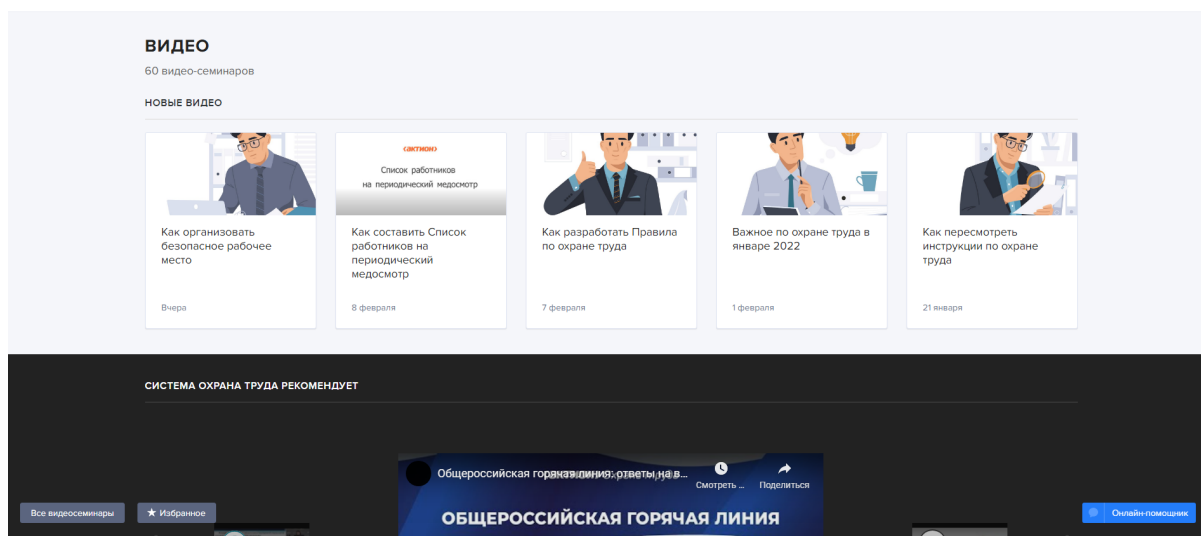 ВИДЕО
60 видео-семинаров
НОВЫЕ ВИДЕО
(актион)
Список работников
на периодический медосмотр
Как организовать
безопасное рабочее
место
Вчера
Как составить Список
работников на
периодический
медосмотр
8 февраля
Как разработать Правила
по охране труда
7 февраля
Важное по охране труда в
январе 2022
1 февраля
Как пересмотреть
инструкции по охране
труда
21 января
СИСТЕМА ОХРАНА ТРУДА РЕКОМЕНДУЕТ
Общероссийская горячая линия: ответы на в...
Смотреть ...
Поделиться
ОБЩЕРОССИЙСКАЯ ГОРЯЧАЯ ЛИНИЯ
Все видеосеминары
Избранное
Онлайн-помощник